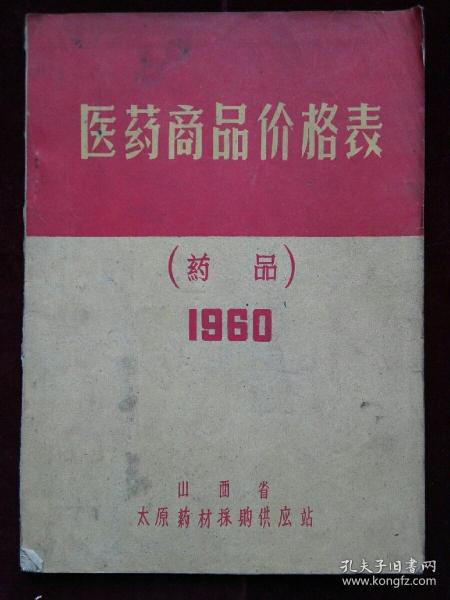 医药商品价格表
(葯 品)
1960
山 西 省
太原药材採购供应站
孔夫子旧书网
www.kongfz.com